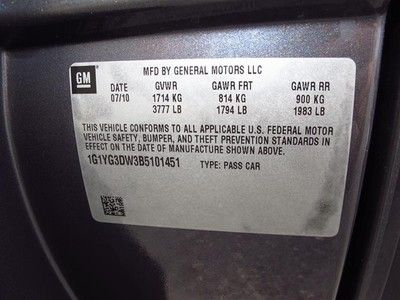 GM
MFD BY GENERAL MOTORS LLC
DATE GVWR GAWR FRT GAWR RR
07/10 1714 KG 814 KG 900 KG
3777 LB 1794 LB 1983 LB
THIS VEHICLE CONFORMS TO ALL APPLICABLE U.S. FEDERAL MOTOR
VEHICLE SAFETY, BUMPER, AND THEFT PREVENTION STANDARDS
IN EFFECT ON THE DATE OF MANUFACTURE SHOWN ABOVE.
1G1YG3DW3B5101451 TYPE: PASS CAR